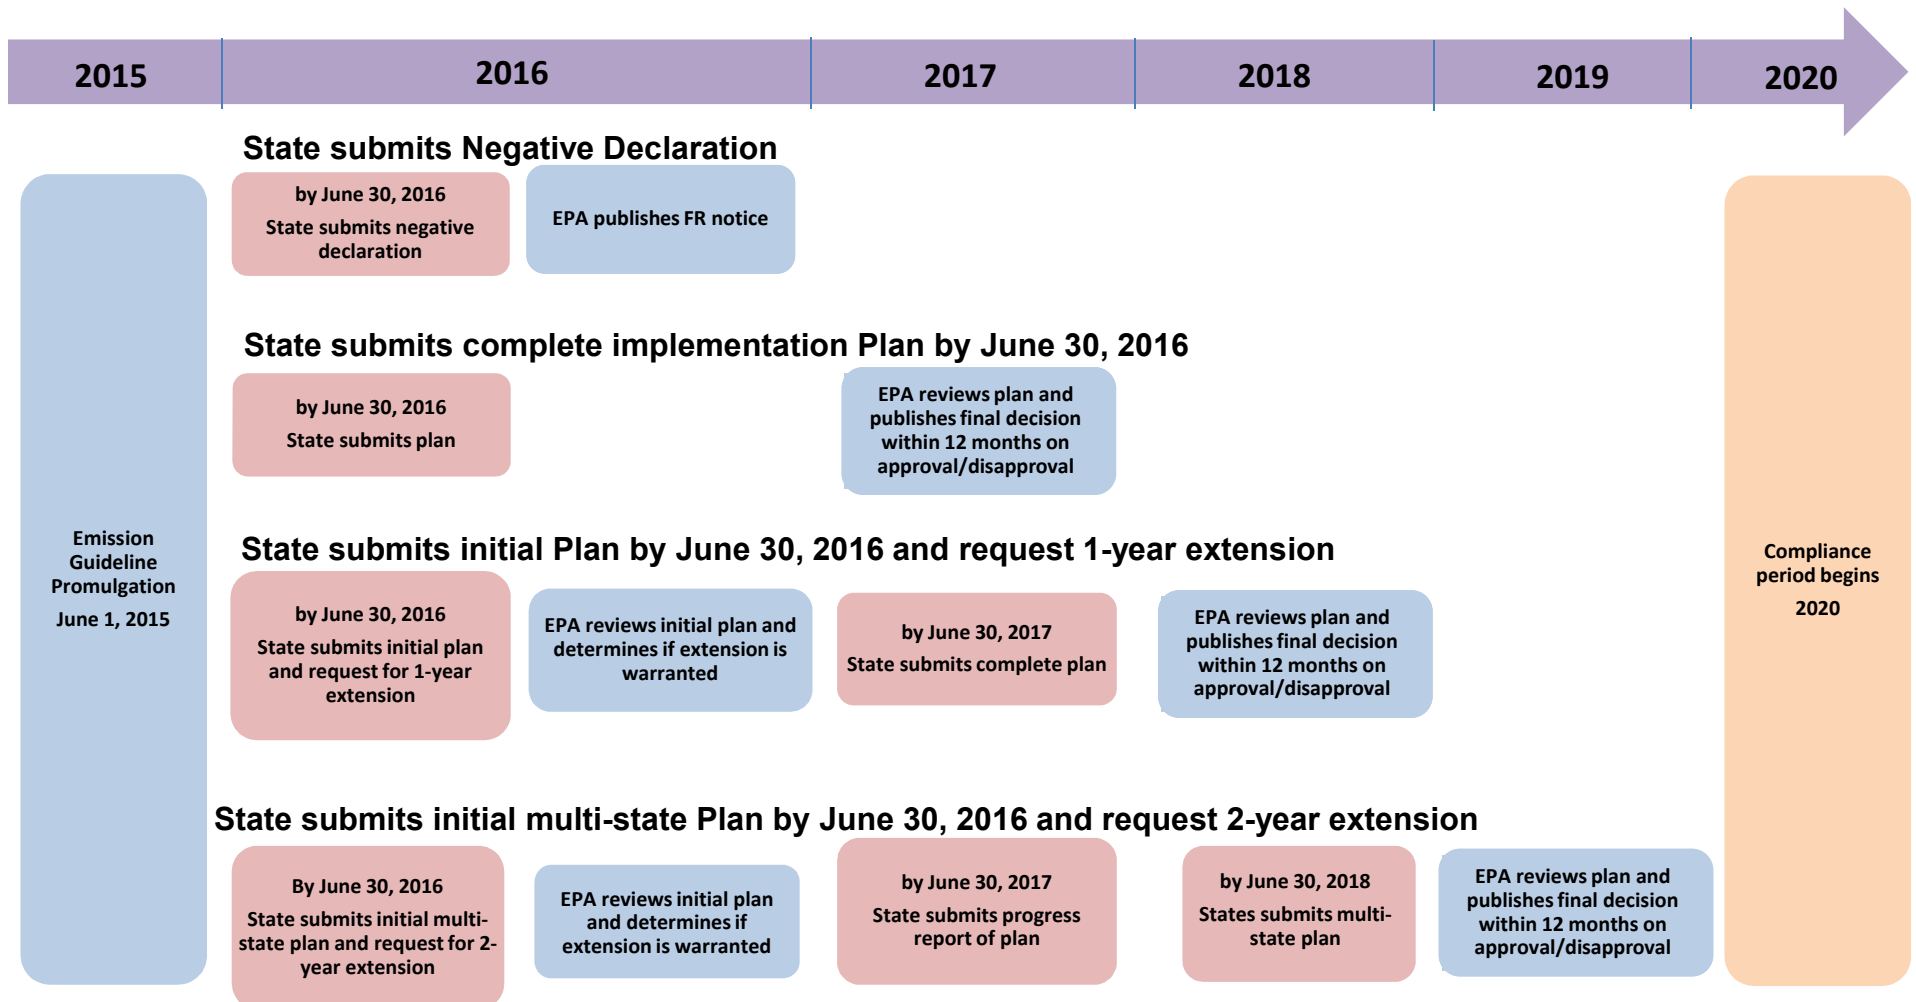 2015
2016
2017
2018
2019
2020
State submits Negative Declaration
by June 30, 2016
State submits negative
declaration
EPA publishes FR notice
State submits complete implementation Plan by June 30, 2016
by June 30, 2016
State submits plan
EPA reviews plan and
publishes final decision
within 12 months on
approval/disapproval
Emission
Guideline
Promulgation
June 1, 2015
State submits initial Plan by June 30, 2016 and request 1-year extension
by June 30, 2016
State submits initial plan
and request for 1-year
extension
EPA reviews initial plan and
determines if extension is
warranted
by June 30, 2017
State submits complete plan
EPA reviews plan and
publishes final decision
within 12 months on
approval/disapproval
Compliance
period begins
2020
State submits initial multi-state Plan by June 30, 2016 and request 2-year extension
By June 30, 2016
State submits initial multi-
state plan and request for 2-
year extension
EPA reviews initial plan
and determines if
extension is warranted
by June 30, 2017
State submits progress
report of plan
by June 30, 2018
States submits multi-
state plan
EPA reviews plan and
publishes final decision
within 12 months on
approval/disapproval